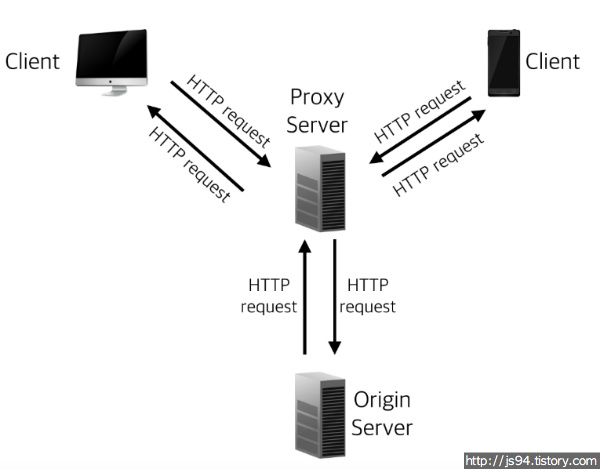 Client
Client
HTTP request
HTTP request
Proxy
Server
HTTP request
HTTP request
HTTP
request
HTTP
request
Origin
Server
http://js94.tistory.com